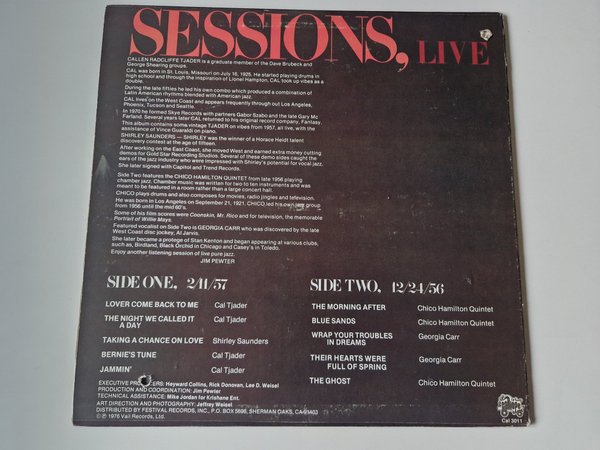 SESSIONS, LIVE
CALLEN RADCLIFFE TJADER is a graduate member of the Dave Brubeck and
George Shearing groups.
CAL was born in St. Louis, Missouri on July 16, 1925. He started playing drums in
high school and through the inspiration of Lionel Hampton, CAL took up vibes as a
double.
During the late fifties he led his own combo which produced a combination of
Latin American rhythms blended with American jazz.
CAL lives on the West Coast and appears frequently through out Los Angeles,
Phoenix, Tucson and Seattle.
In 1970 he formed Skye Records with partners Gabor Szabo and the late Gary Mc
Farland. Several years later CAL returned to his original record company, Fantasy.
This album contains some vintage TJADER on vibes from 1957, all live, with the
assistance of Vince Guaraldi on piano.
SHIRLEY SAUNDERS — SHIRLEY was the winner of a Horace Heidt talent
discovery contest at the age of fifteen.
After working on the East Coast, she moved West and earned extra money cutting
demos for Gold Star Recording Studios. Several of these demo sides caught the
ears of the jazz industry who were impressed with Shirley's potential for vocal jazz.
She later signed with Capitol and Trend Records.
Side Two features the CHICO HAMILTON QUINTET from late 1956 playing
chamber jazz. Chamber music was written for two to ten instruments and was
meant to be featured in a room rather than a large concert hall.
CHICO plays drums and also composes for movies, radio jingles and television.
He was born in Los Angeles on September 21, 1921. CHICO led his own jazz group
from 1956 until the mid 60's.
Some of his film scores were Coonskin, Mr. Rico and for television, the memorable
Portrait of Willie Mays.
Featured vocalist on Side Two is GEORGIA CARR who was discovered by the late
West Coast disc jockey, Al Jarvis.
She later became a protege of Stan Kenton and began appearing at various clubs,
such as, Birdland, Black Orchid in Chicago and Casey's in Toledo.
Enjoy another listening session of live pure jazz.
JIM PEWTER
SIDE ONE, 2/11/57
LOVER COME BACK TO ME Cal Tjader
THE NIGHT WE CALLED IT
A DAY Cal Tjader
TAKING A CHANCE ON LOVE Shirley Saunders
BERNIE'S TUNE Cal Tjader
JAMMIN' Cal Tjader
SIDE TWO, 12/24/56
THE MORNING AFTER Chico Hamilton Quintet
BLUE SANDS Chico Hamilton Quintet
WRAP YOUR TROUBLES
IN DREAMS Georgia Carr
THEIR HEARTS WERE
FULL OF SPRING Georgia Carr
THE GHOST Chico Hamilton Quintet
EXECUTIVE PRODUCERS: Heyward Collins, Rick Donovan, Lee D. Weisel
PRODUCTION AND COORDINATION: Jim Pewter
TECHNICAL ASSISTANCE: Mike Jordan for Krishane Ent.
ART DIRECTION AND PHOTOGRAPHY: Jeffrey Weisel
DISTRIBUTED BY FESTIVAL RECORDS, INC., P.O. BOX 5698, SHERMAN OAKS, CA 91403
©℗ 1976 Vail Records, Ltd.
Cal 3011